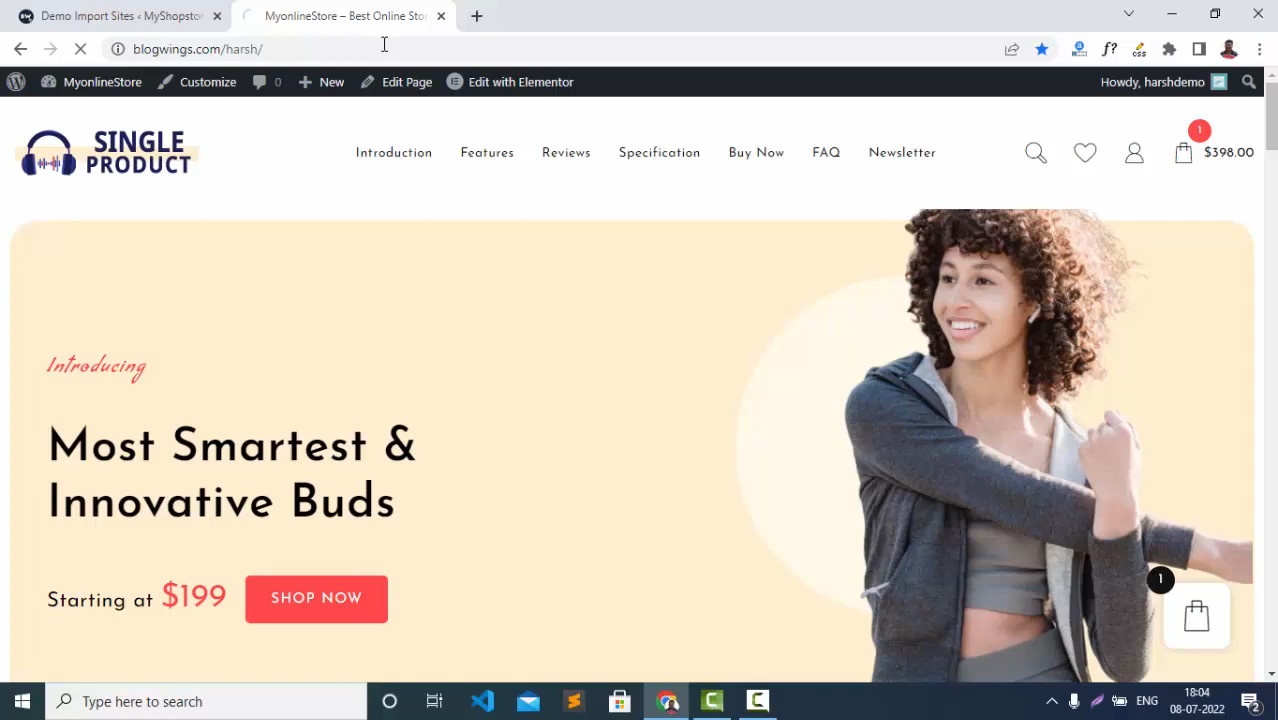 Demo Import Sites ‹ MyShopsto
MyonlineStore – Best Online Sto
blogwings.com/harsh/
MyonlineStore
Customize
0
New
Edit Page
Edit with Elementor
Howdy, harshdemo
SINGLE
PRODUCT
Introduction
Features
Reviews
Specification
Buy Now
FAQ
Newsletter
1
$398.00
Introducing
Most Smartest &
Innovative Buds
Starting at $199
SHOP NOW
1
Type here to search
ENG
18:04
08-07-2022
2